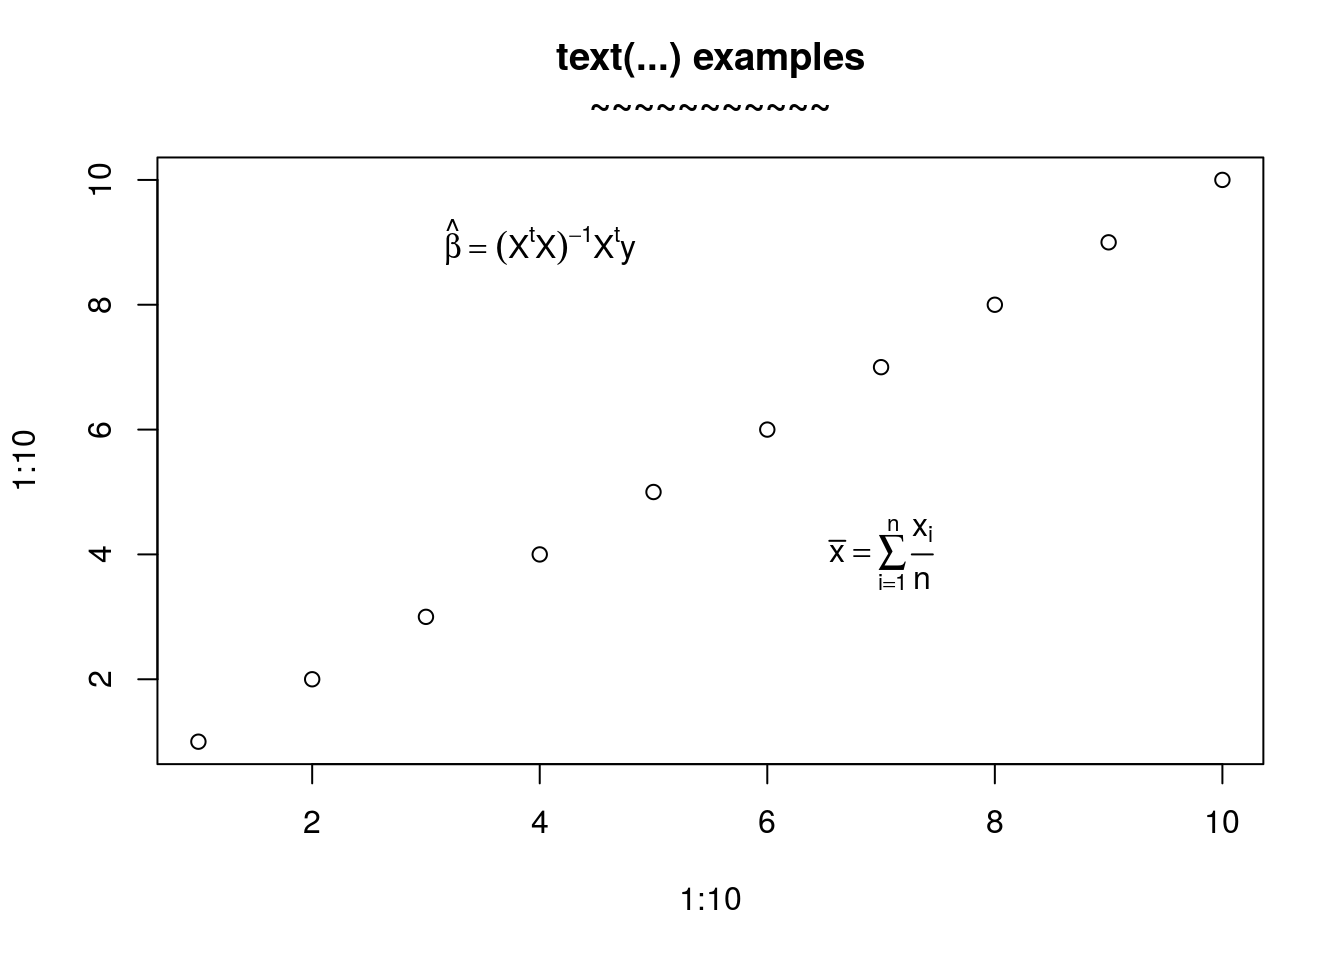 text(...) examples
~~~~~~~~~~~
10
8
6
4
2
1:10
β̂ = (XᵗX)⁻¹Xᵗy
x̄ = ∑ᵢ₌₁ⁿ xᵢ/n
2 4 6 8 10
1:10